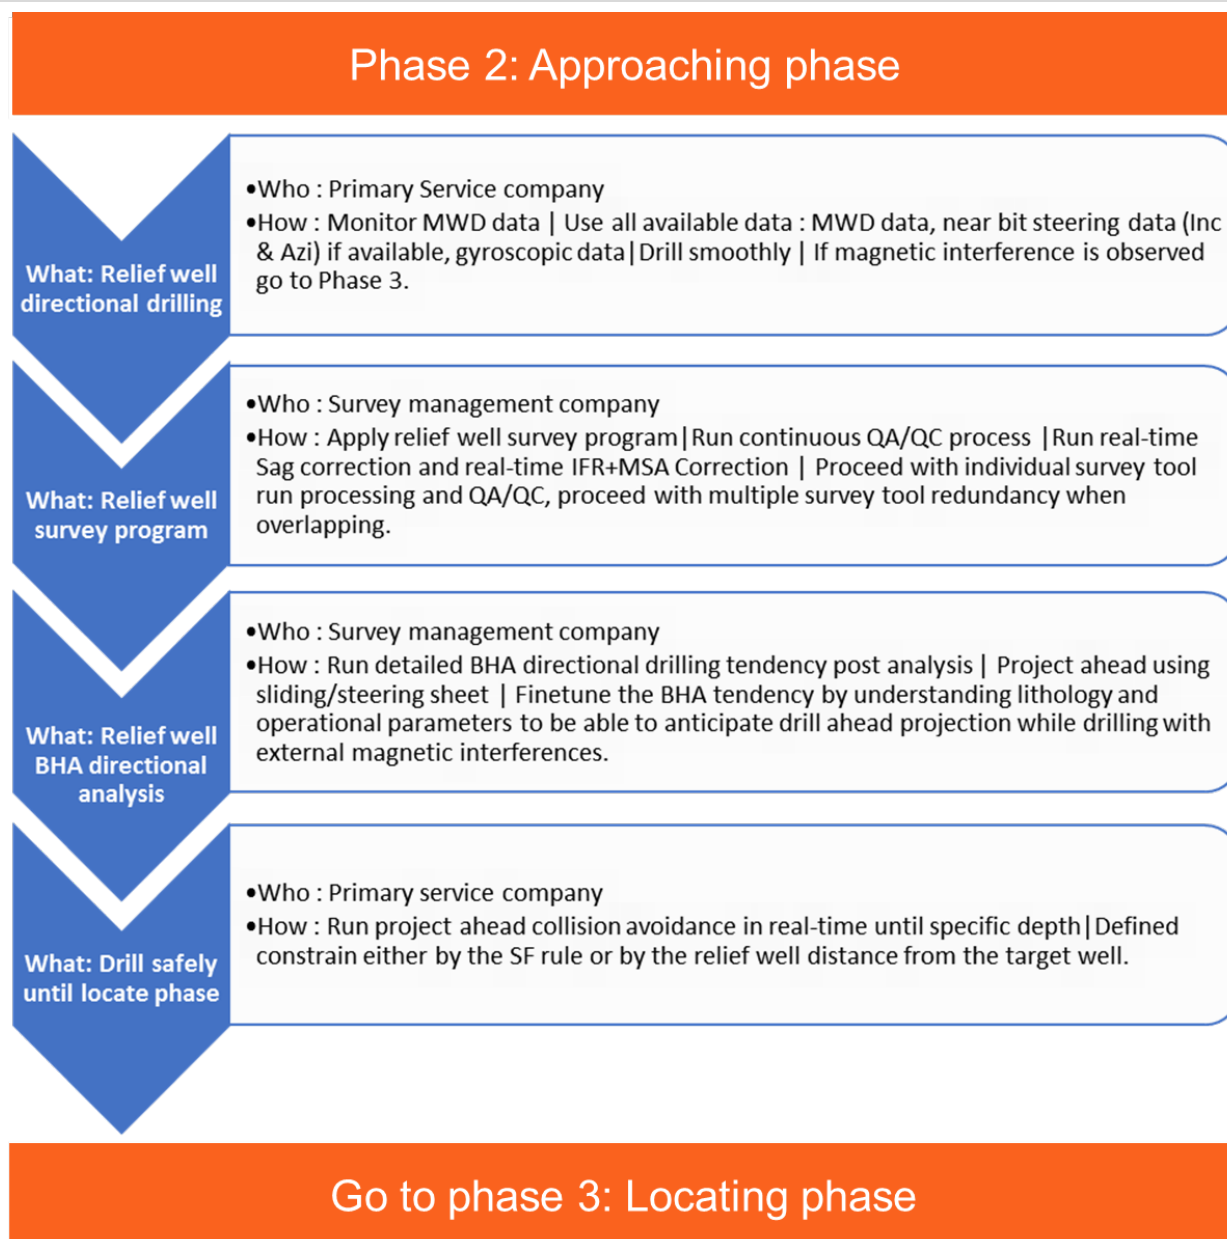 Phase 2: Approaching phase
What: Relief well
directional drilling
•Who : Primary Service company
•How : Monitor MWD data | Use all available data : MWD data, near bit steering data (Inc
& Azi) if available, gyroscopic data|Drill smoothly | If magnetic interference is observed
go to Phase 3.
What: Relief well
survey program
•Who : Survey management company
•How : Apply relief well survey program|Run continuous QA/QC process |Run real-time
Sag correction and real-time IFR+MSA Correction | Proceed with individual survey tool
run processing and QA/QC, proceed with multiple survey tool redundancy when
overlapping.
What: Relief well
BHA directional
analysis
•Who : Survey management company
•How : Run detailed BHA directional drilling tendency post analysis | Project ahead using
sliding/steering sheet | Finetune the BHA tendency by understanding lithology and
operational parameters to be able to anticipate drill ahead projection while drilling with
external magnetic interferences.
What: Drill safely
until locate phase
•Who : Primary service company
•How : Run project ahead collision avoidance in real-time until specific depth|Defined
constrain either by the SF rule or by the relief well distance from the target well.
Go to phase 3: Locating phase